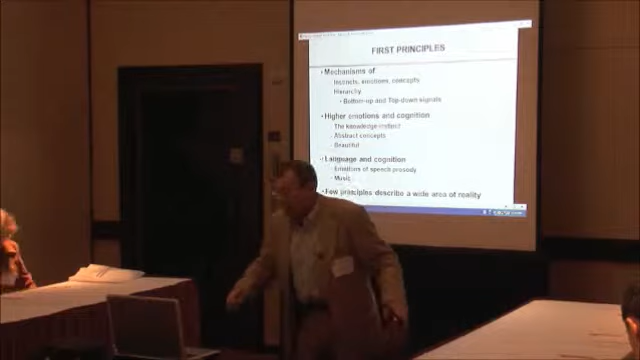 FIRST PRINCIPLES
• Mechanisms of
– Instincts, emotions, concepts
– Hierarchy
• Bottom-up and Top-down signals
• Higher emotions and cognition
– The knowledge instinct
– Abstract concepts
– Beautiful
• Language and cognition
– Emotions of speech prosody
– Music
• Few principles describe a wide area of reality